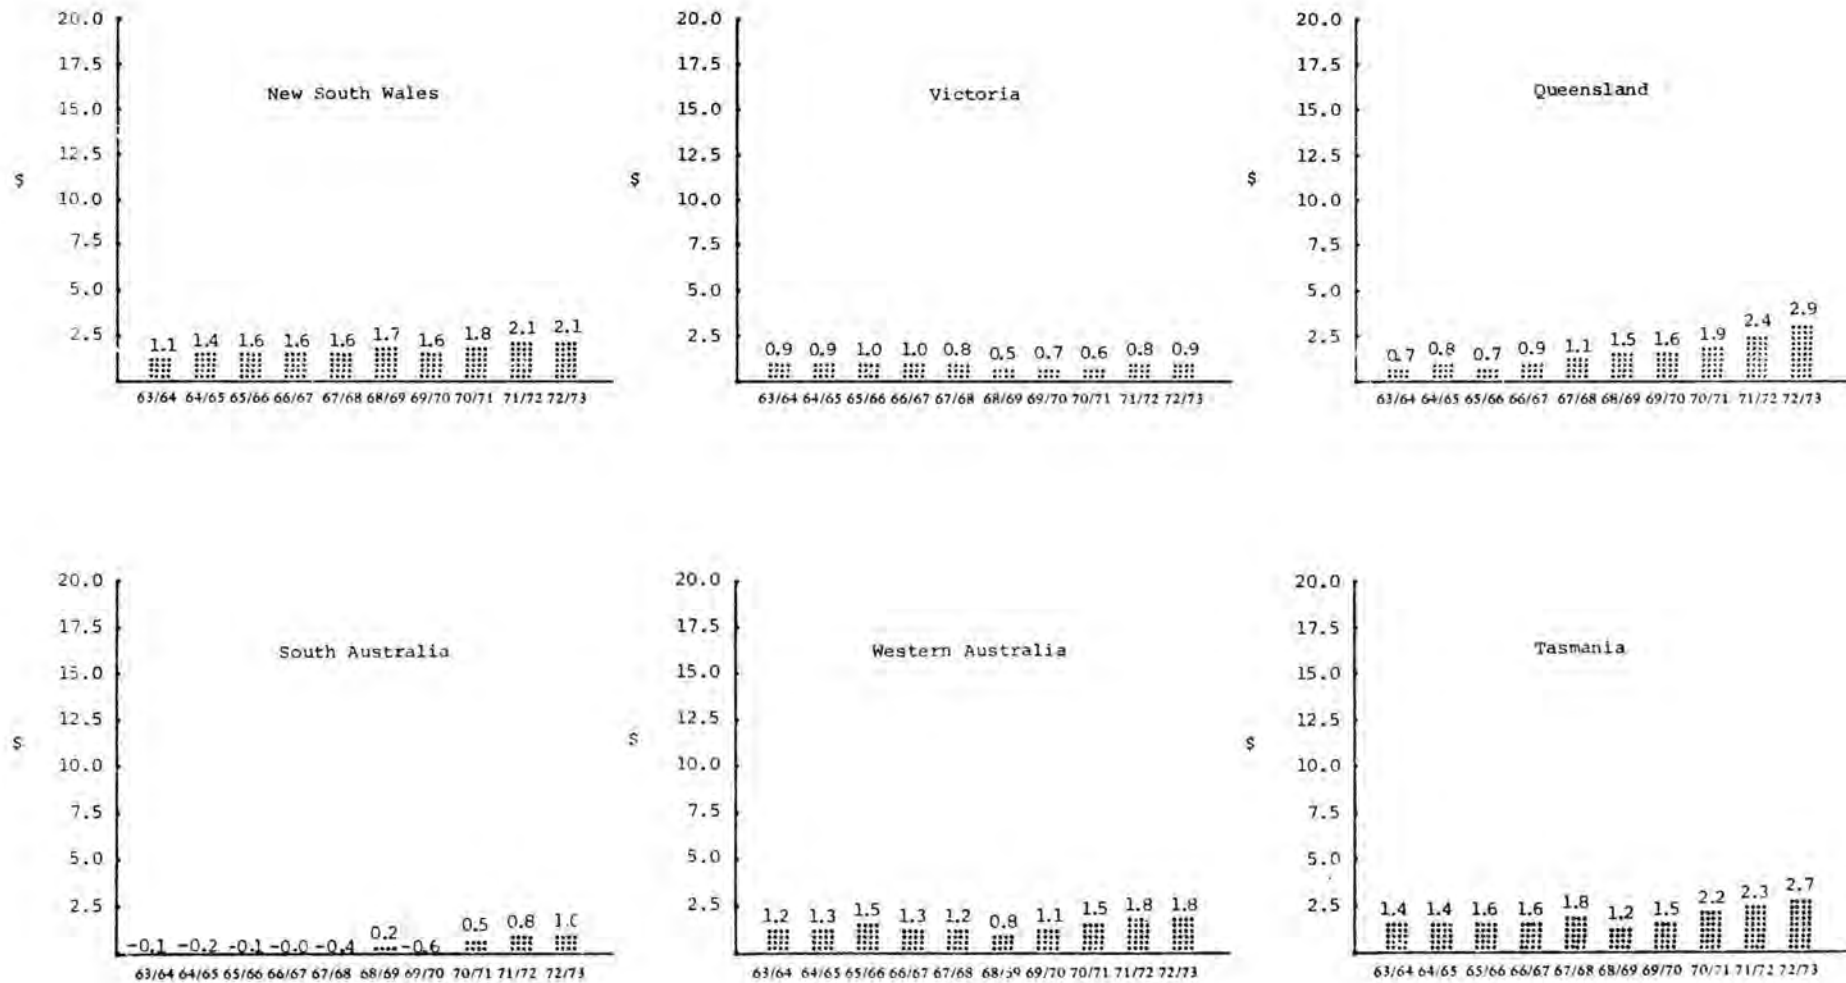 20.0 17.5 15.0 12.5 10.0 7.5 5.0 2.5
$
New South Wales
1.1 1.4 1.6 1.6 1.6 1.7 1.6 1.8 2.1 2.1
63/64 64/65 65/66 66/67 67/68 68/69 69/70 70/71 71/72 72/73
20.0 17.5 15.0 12.5 10.0 7.5 5.0 2.5
$
Victoria
0.9 0.9 1.0 1.0 0.8 0.5 0.7 0.6 0.8 0.9
63/64 64/65 65/66 66/67 67/68 68/69 69/70 70/71 71/72 72/73
20.0 17.5 15.0 12.5 10.0 7.5 5.0 2.5
$
Queensland
0.7 0.8 0.7 0.9 1.1 1.5 1.6 1.9 2.4 2.9
63/64 64/65 65/66 66/67 67/68 68/69 69/70 70/71 71/72 72/73
20.0 17.5 15.0 12.5 10.0 7.5 5.0 2.5
$
South Australia
-0.1 -0.2 -0.1 -0.0 -0.4 0.2 -0.6 0.5 0.8 1.0
63/64 64/65 65/66 66/67 67/68 68/69 69/70 70/71 71/72 72/73
20.0 17.5 15.0 12.5 10.0 7.5 5.0 2.5
$
Western Australia
1.2 1.3 1.5 1.3 1.2 0.8 1.1 1.5 1.8 1.8
63/64 64/65 65/66 66/67 67/68 68/69 69/70 70/71 71/72 72/73
20.0 17.5 15.0 12.5 10.0 7.5 5.0 2.5
$
Tasmania
1.4 1.4 1.6 1.6 1.8 1.2 1.5 2.2 2.3 2.7
63/64 64/65 65/66 66/67 67/68 68/69 69/70 70/71 71/72 72/73